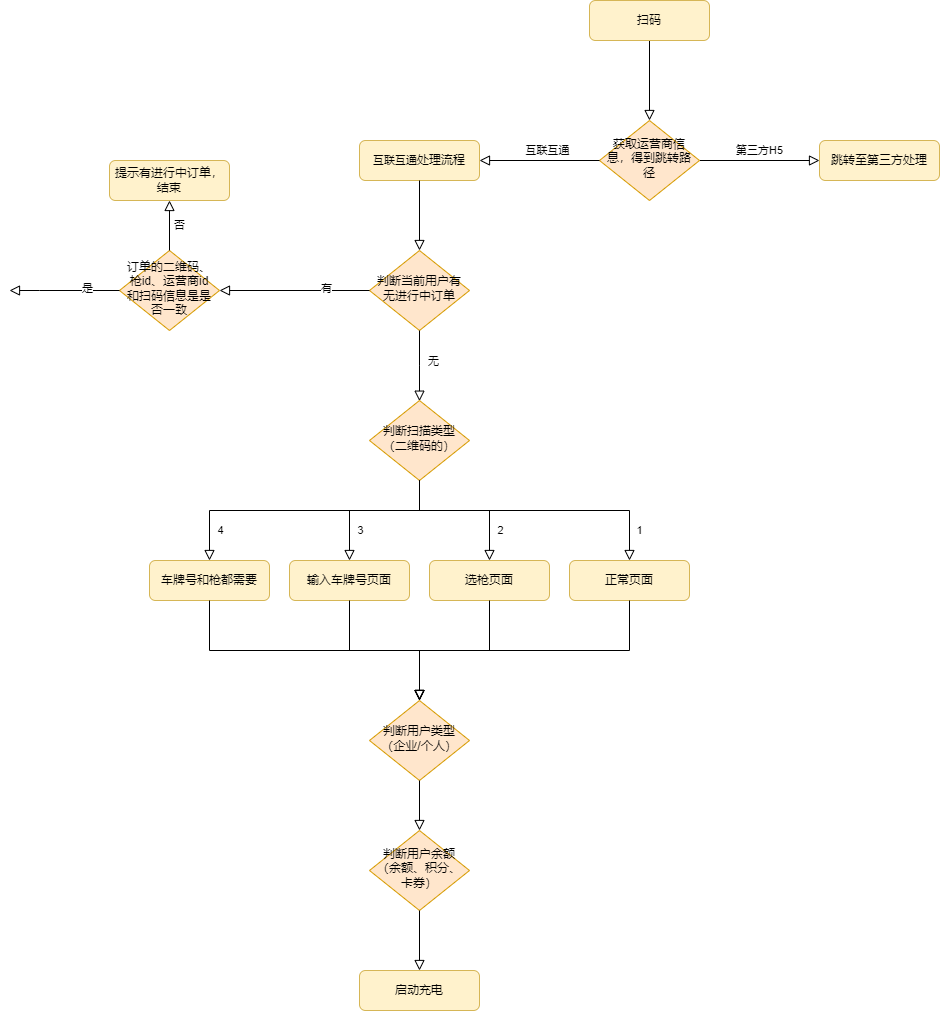 扫码
获取运营商信
息，得到跳转路
径
互联互通
第三方H5
互联互通处理流程
跳转至第三方处理
提示有进行中订单，
结束
否
订单的二维码、
枪id、运营商id
和扫码信息是是
否一致
是
有
判断当前用户有
无进行中订单
无
判断扫描类型
（二维码的）
4
3
2
1
车牌号和枪都需要
输入车牌号页面
选枪页面
正常页面
判断用户类型
（企业/个人）
判断用户余额
（余额、积分、
卡券）
启动充电